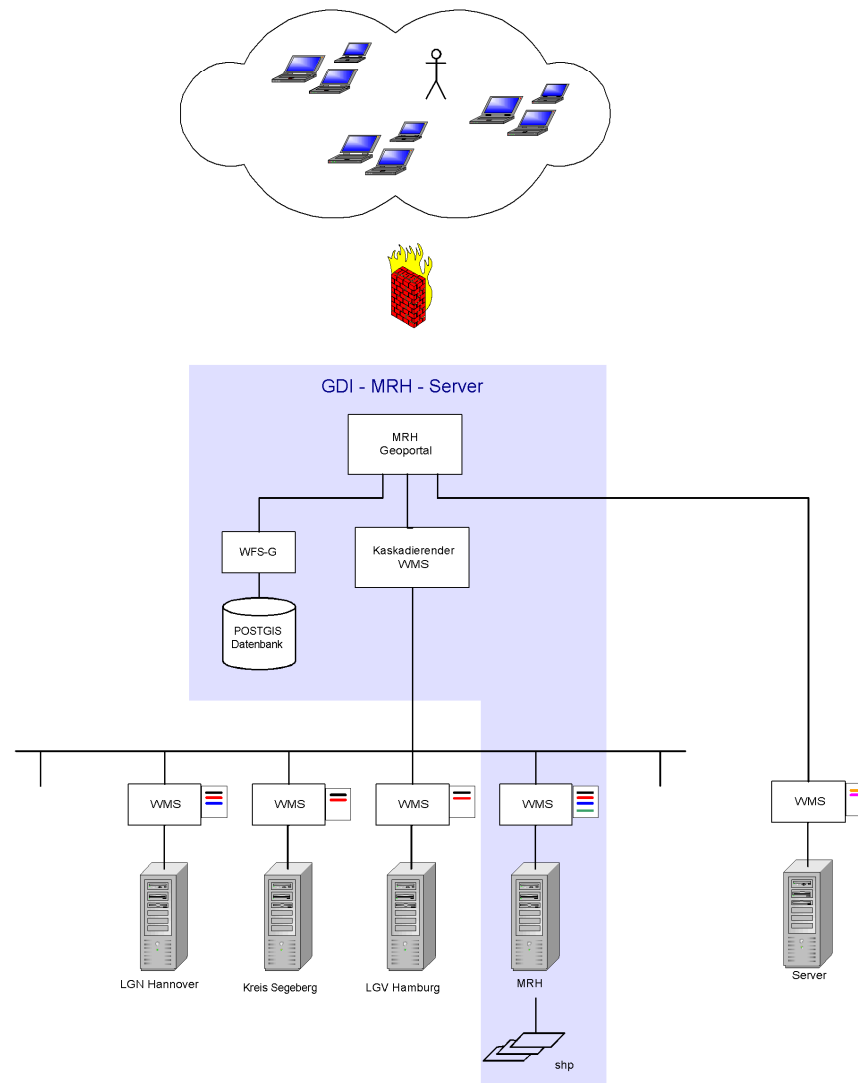 GDI - MRH - Server
MRH
Geoportal
WFS-G
Kaskadierender
WMS
POSTGIS
Datenbank
WMS
WMS
WMS
WMS
WMS
LGN Hannover
Kreis Segeberg
LGV Hamburg
MRH
Server
shp